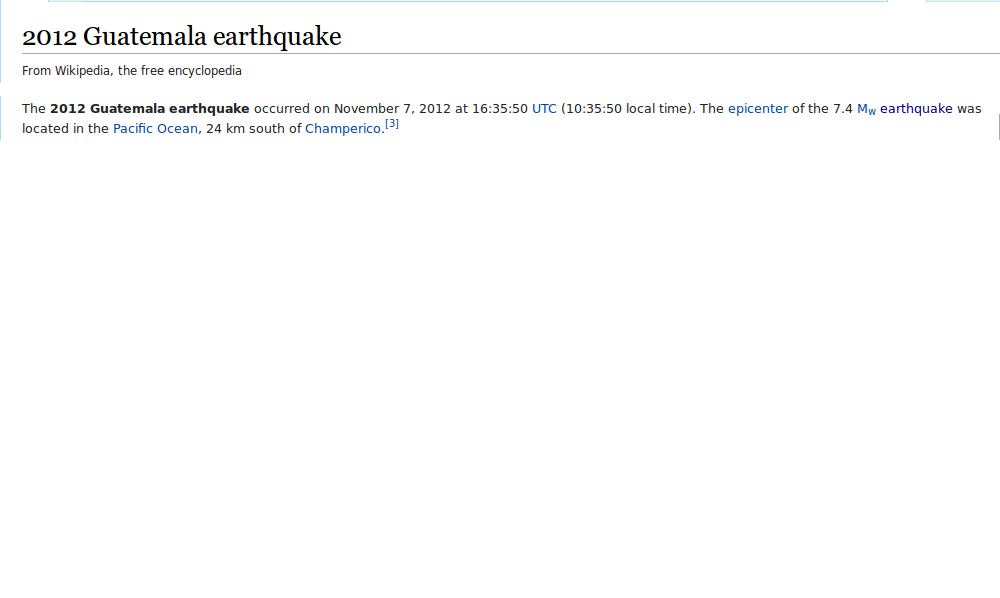 2012 Guatemala earthquake
From Wikipedia, the free encyclopedia
The 2012 Guatemala earthquake occurred on November 7, 2012 at 16:35:50 UTC (10:35:50 local time). The epicenter of the 7.4 Mw earthquake was
located in the Pacific Ocean, 24 km south of Champerico.[3]